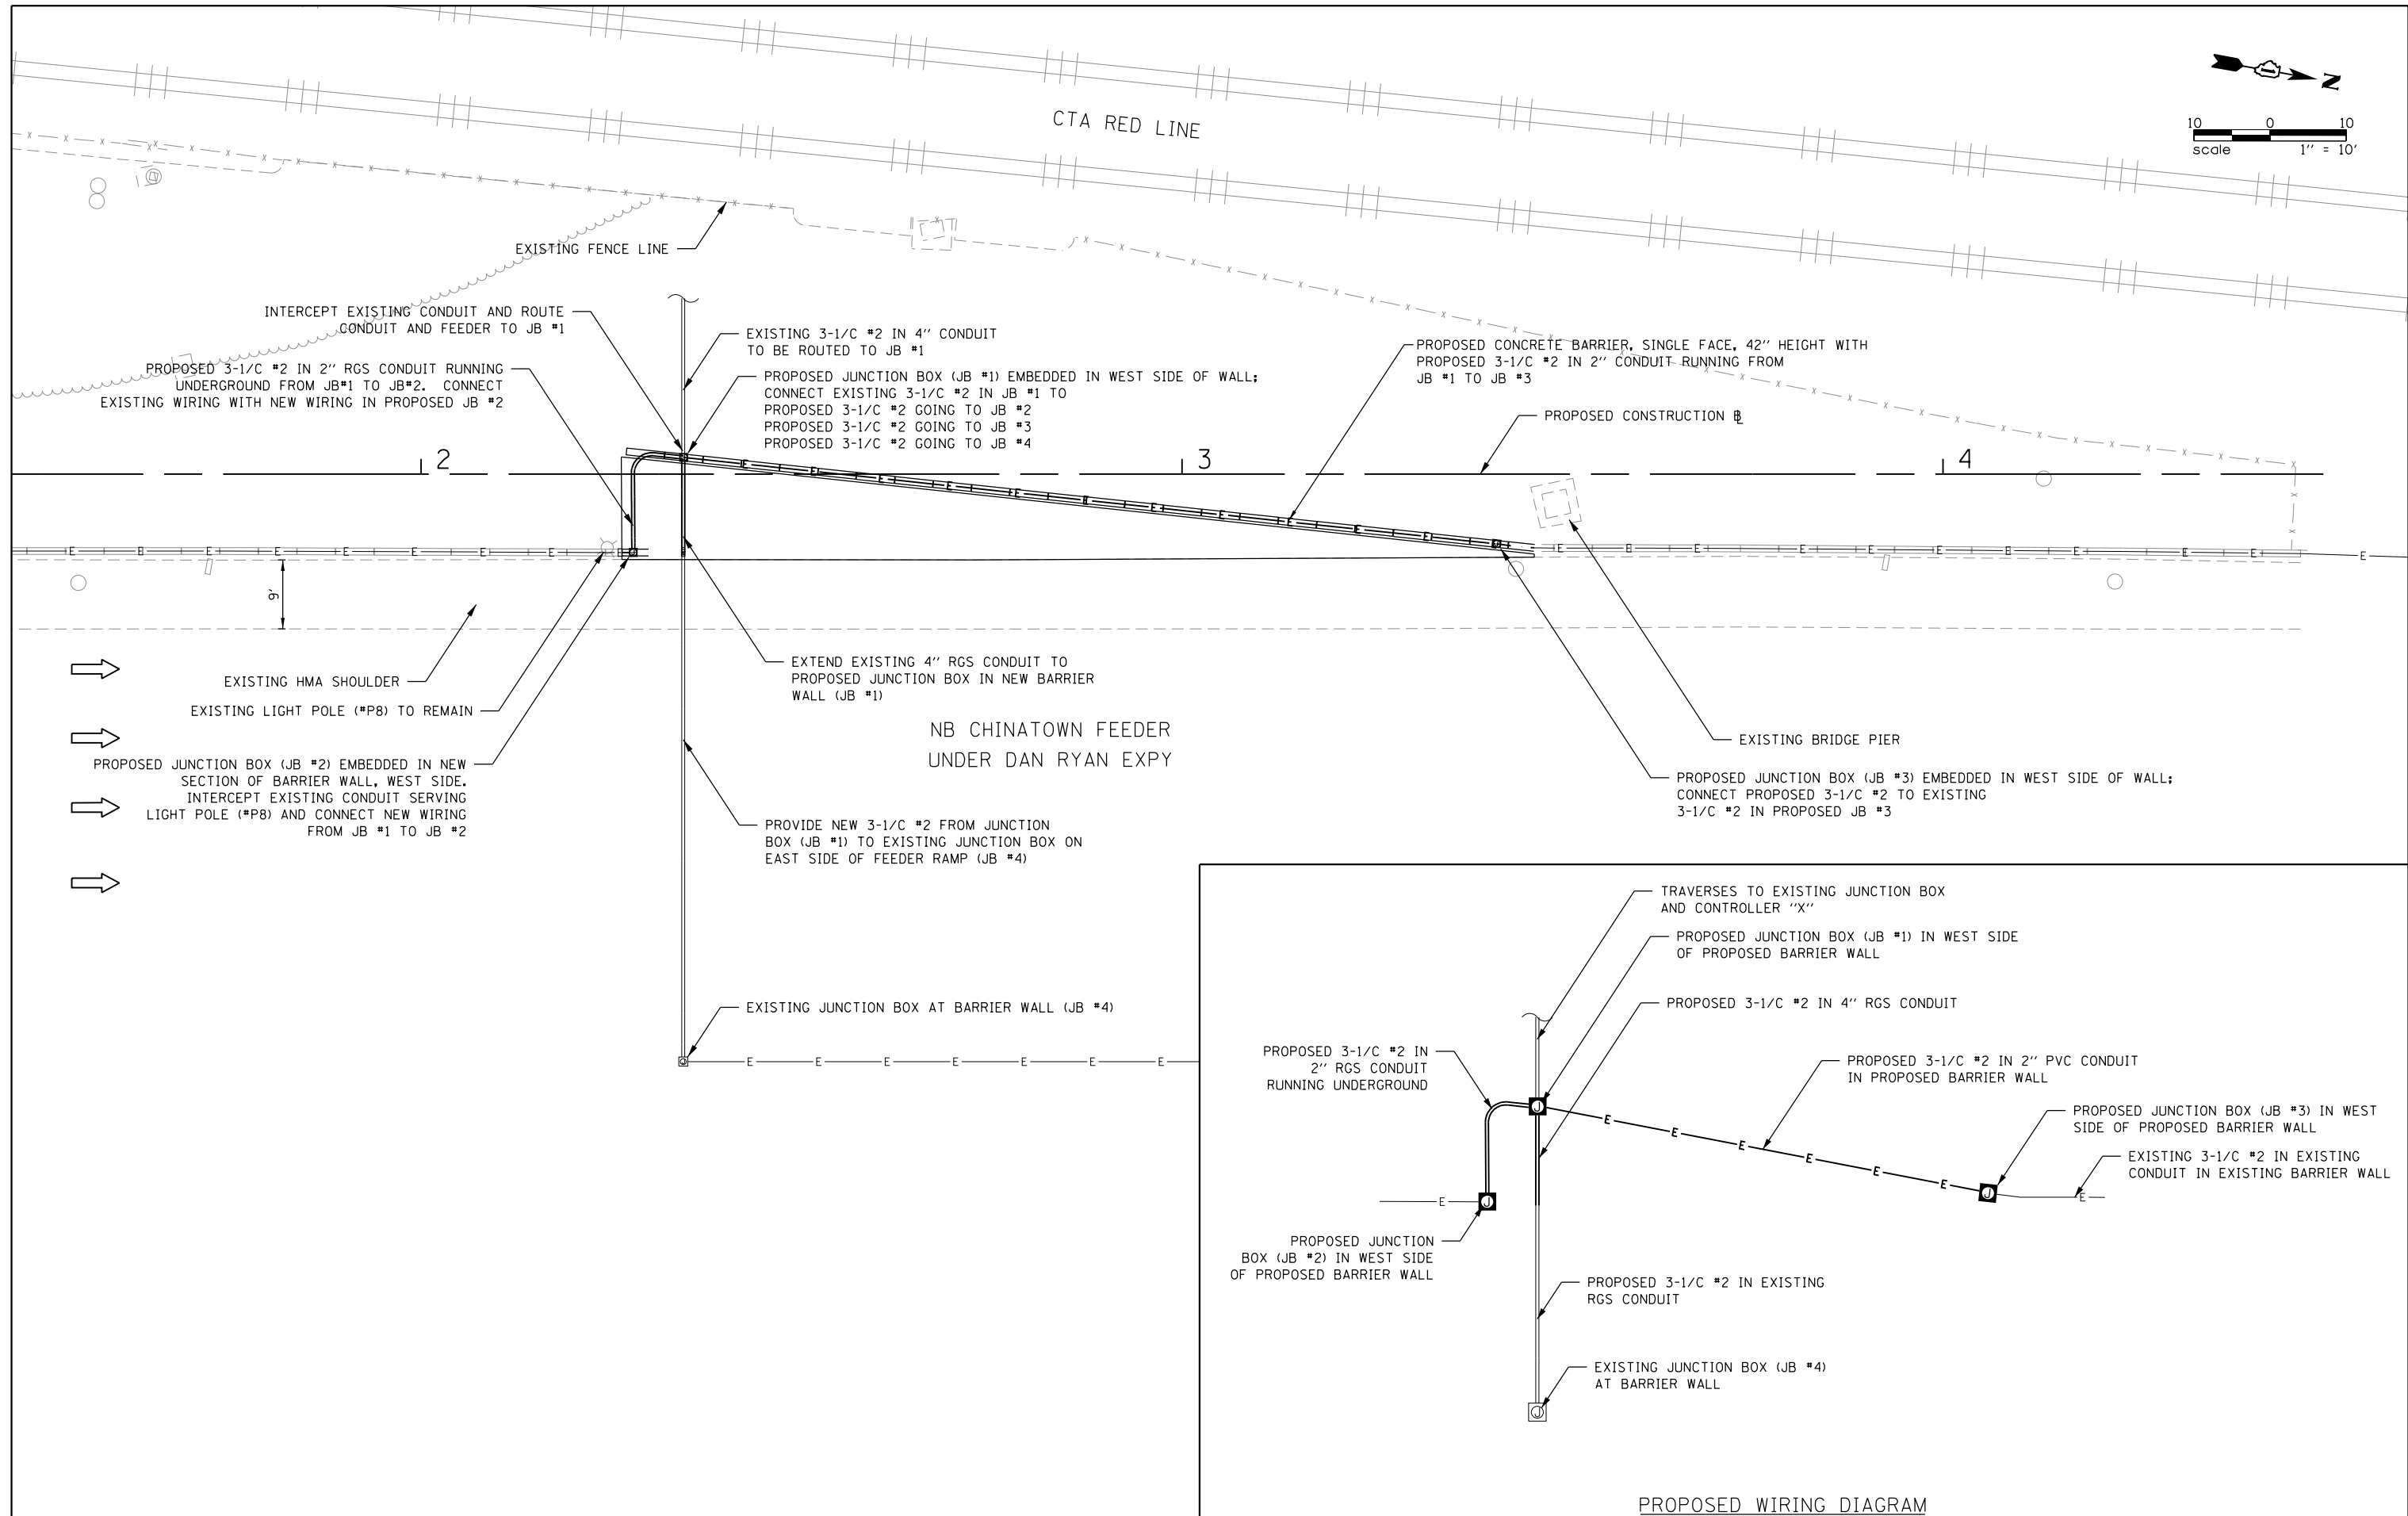 CTA RED LINE
N
10 0 10
scale 1" = 10'
EXISTING FENCE LINE
INTERCEPT EXISTING CONDUIT AND ROUTE
CONDUIT AND FEEDER TO JB #1
EXISTING 3-1/C #2 IN 4" CONDUIT
TO BE ROUTED TO JB #1
PROPOSED 3-1/C #2 IN 2" RGS CONDUIT RUNNING
UNDERGROUND FROM JB#1 TO JB#2. CONNECT
EXISTING WIRING WITH NEW WIRING IN PROPOSED JB #2
PROPOSED JUNCTION BOX (JB #1) EMBEDDED IN WEST SIDE OF WALL;
CONNECT EXISTING 3-1/C #2 IN JB #1 TO
PROPOSED 3-1/C #2 GOING TO JB #2
PROPOSED 3-1/C #2 GOING TO JB #3
PROPOSED 3-1/C #2 GOING TO JB #4
PROPOSED CONCRETE BARRIER, SINGLE FACE, 42" HEIGHT WITH
PROPOSED 3-1/C #2 IN 2" CONDUIT RUNNING FROM
JB #1 TO JB #3
PROPOSED CONSTRUCTION BL
2 3 4
9'
EXISTING HMA SHOULDER
EXISTING LIGHT POLE (#P8) TO REMAIN
PROPOSED JUNCTION BOX (JB #2) EMBEDDED IN NEW
SECTION OF BARRIER WALL, WEST SIDE.
INTERCEPT EXISTING CONDUIT SERVING
LIGHT POLE (#P8) AND CONNECT NEW WIRING
FROM JB #1 TO JB #2
EXTEND EXISTING 4" RGS CONDUIT TO
PROPOSED JUNCTION BOX IN NEW BARRIER
WALL (JB #1)
NB CHINATOWN FEEDER
UNDER DAN RYAN EXPY
PROVIDE NEW 3-1/C #2 FROM JUNCTION
BOX (JB #1) TO EXISTING JUNCTION BOX ON
EAST SIDE OF FEEDER RAMP (JB #4)
EXISTING BRIDGE PIER
PROPOSED JUNCTION BOX (JB #3) EMBEDDED IN WEST SIDE OF WALL;
CONNECT PROPOSED 3-1/C #2 TO EXISTING
3-1/C #2 IN PROPOSED JB #3
EXISTING JUNCTION BOX AT BARRIER WALL (JB #4)
E E E E E E E
TRAVERSES TO EXISTING JUNCTION BOX
AND CONTROLLER "X"
PROPOSED JUNCTION BOX (JB #1) IN WEST SIDE
OF PROPOSED BARRIER WALL
PROPOSED 3-1/C #2 IN 4" RGS CONDUIT
PROPOSED 3-1/C #2 IN
2" RGS CONDUIT
RUNNING UNDERGROUND
PROPOSED 3-1/C #2 IN 2" PVC CONDUIT
IN PROPOSED BARRIER WALL
PROPOSED JUNCTION BOX (JB #3) IN WEST
SIDE OF PROPOSED BARRIER WALL
EXISTING 3-1/C #2 IN EXISTING
CONDUIT IN EXISTING BARRIER WALL
J E E E E E E J E
E J
PROPOSED JUNCTION
BOX (JB #2) IN WEST SIDE
OF PROPOSED BARRIER WALL
PROPOSED 3-1/C #2 IN EXISTING
RGS CONDUIT
EXISTING JUNCTION BOX (JB #4)
AT BARRIER WALL
J
PROPOSED WIRING DIAGRAM